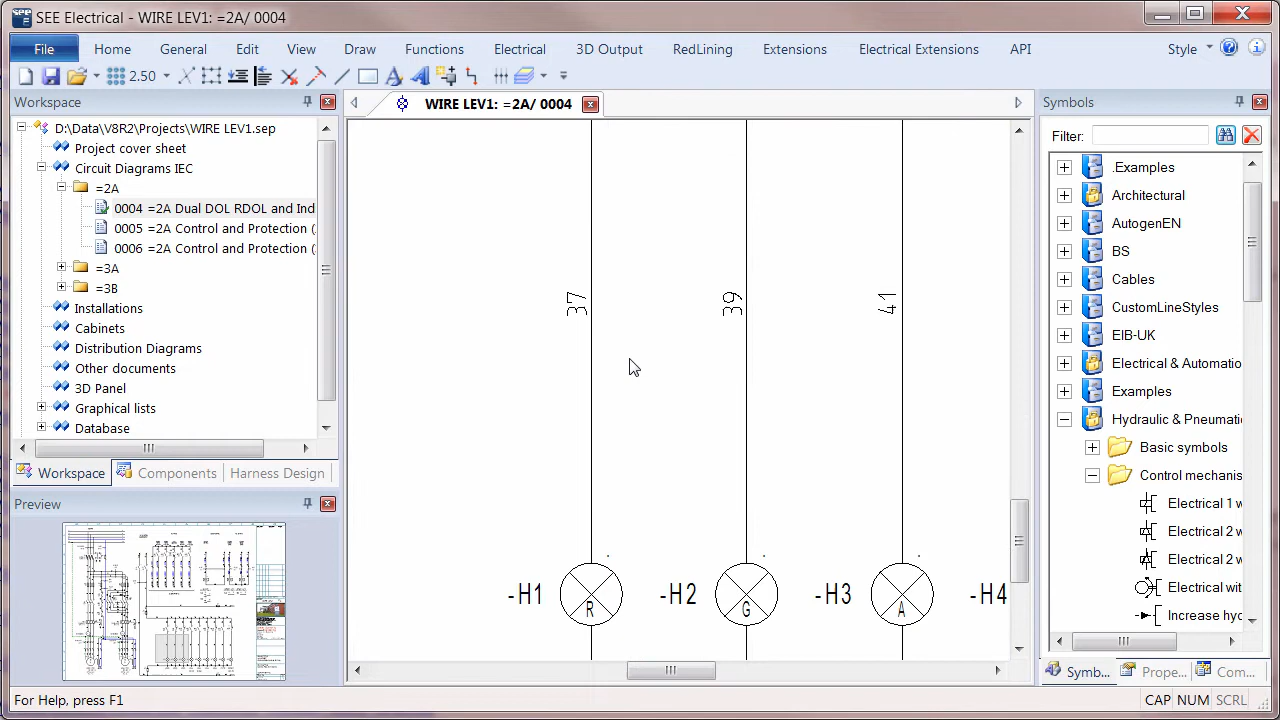 SEE Electrical - WIRE LEV1: =2A/ 0004
File Home General Edit View Draw Functions Electrical 3D Output RedLining Extensions Electrical Extensions API Style
2.50
Workspace
D:\Data\V8R2\Projects\WIRE LEV1.sep
Project cover sheet
Circuit Diagrams IEC
=2A
0004 =2A Dual DOL RDOL and Ind
0005 =2A Control and Protection (
0006 =2A Control and Protection (
=3A
=3B
Installations
Cabinets
Distribution Diagrams
Other documents
3D Panel
Graphical lists
Database
Workspace Components Harness Design
Preview
WIRE LEV1: =2A/ 0004
37 39 41
-H1 R -H2 G -H3 A -H4
Symbols
Filter:
.Examples
Architectural
AutogenEN
BS
Cables
CustomLineStyles
EIB-UK
Electrical & Automatio
Examples
Hydraulic & Pneumati
Basic symbols
Control mechanis
Electrical 1 w
Electrical 2 w
Electrical 2 w
Electrical wit
Increase hyd
Symb... Prope... Com...
For Help, press F1
CAP NUM SCRL